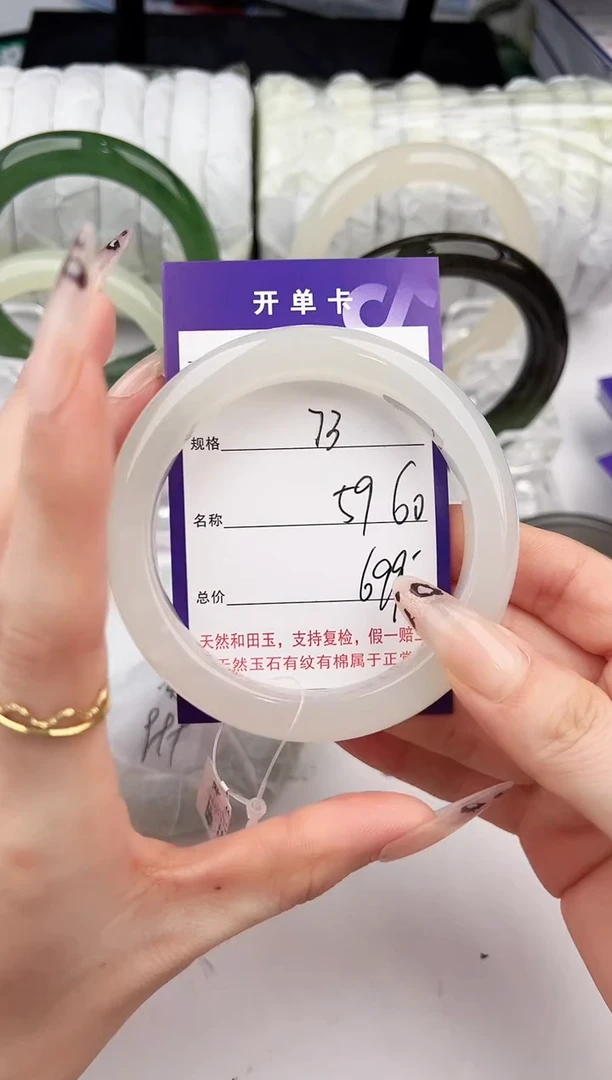 开单卡
规格 73
名称 59 60
总价 699
天然和田玉，支持复检，假一赔
天然玉石有纹有棉属于正常